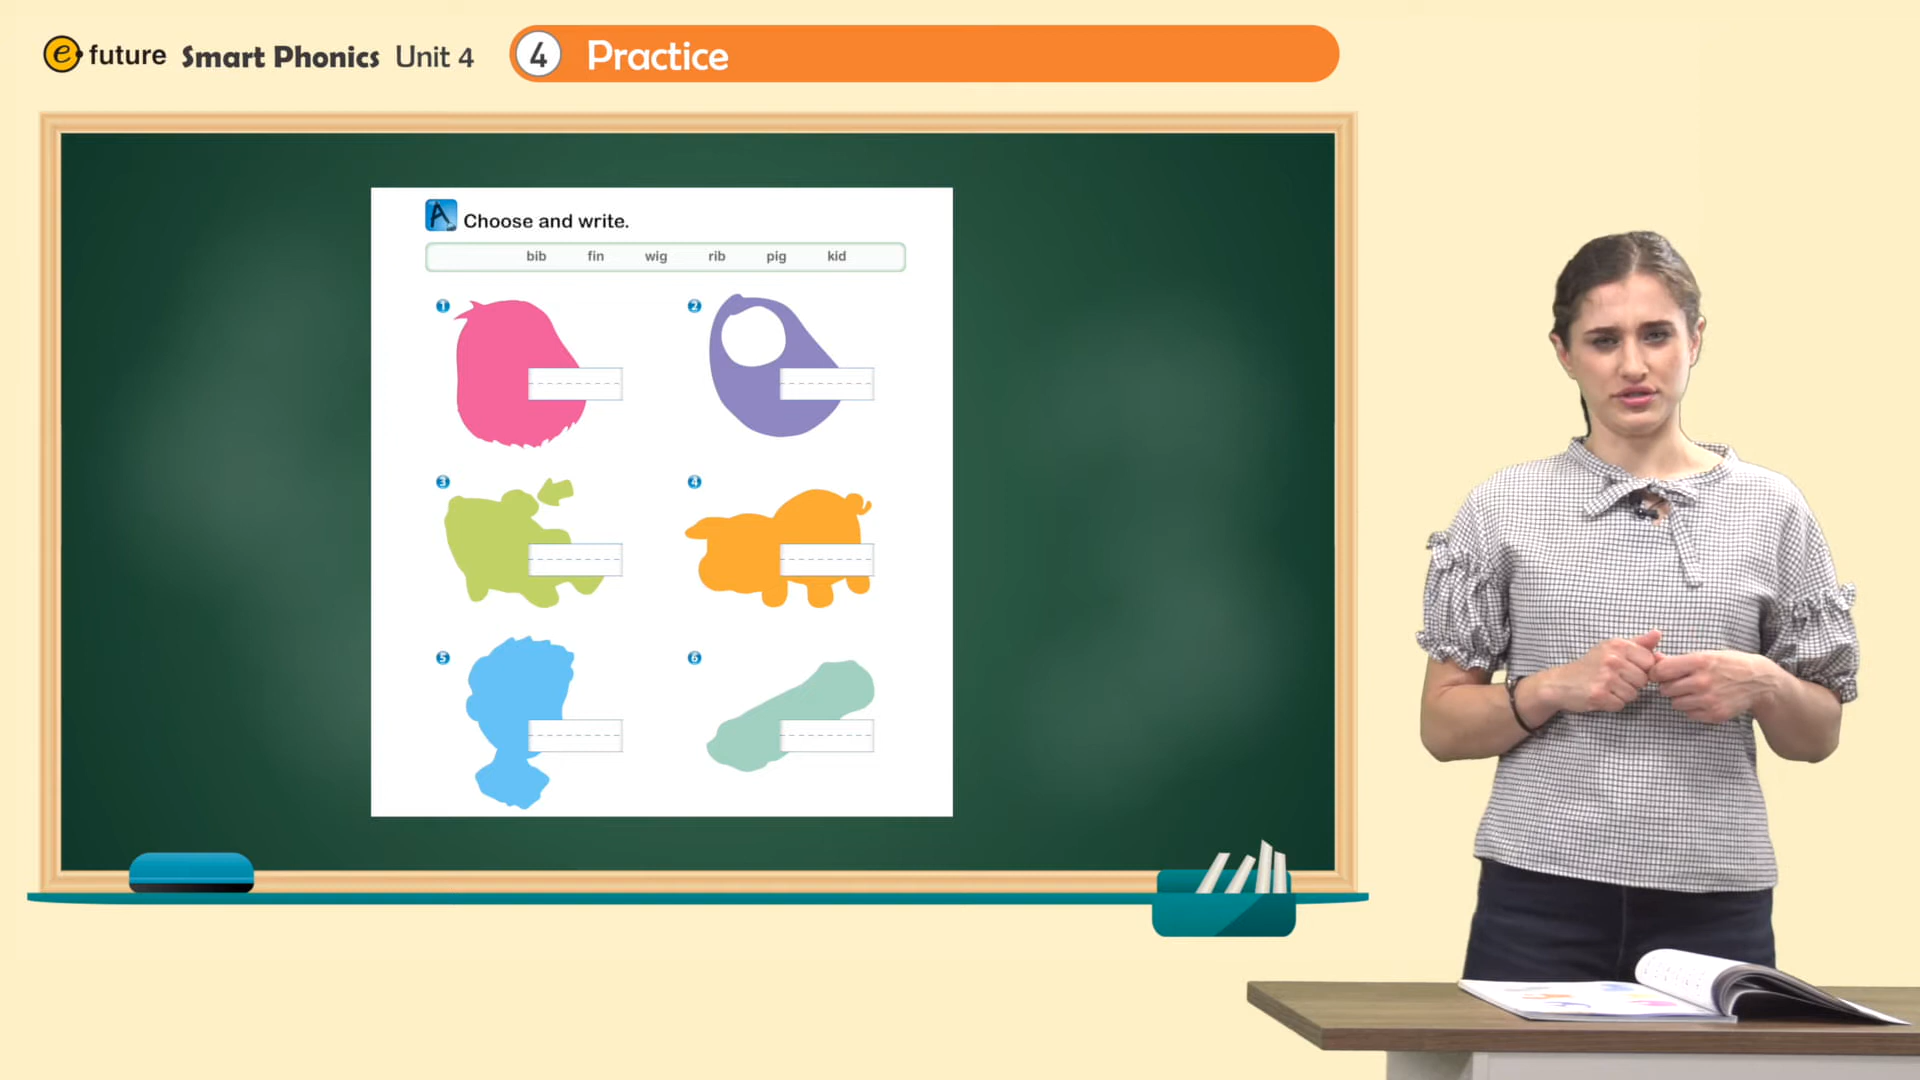 e future Smart Phonics Unit 4
4 Practice
A Choose and write.
bib fin wig rib pig kid
1
2
3
4
5
6